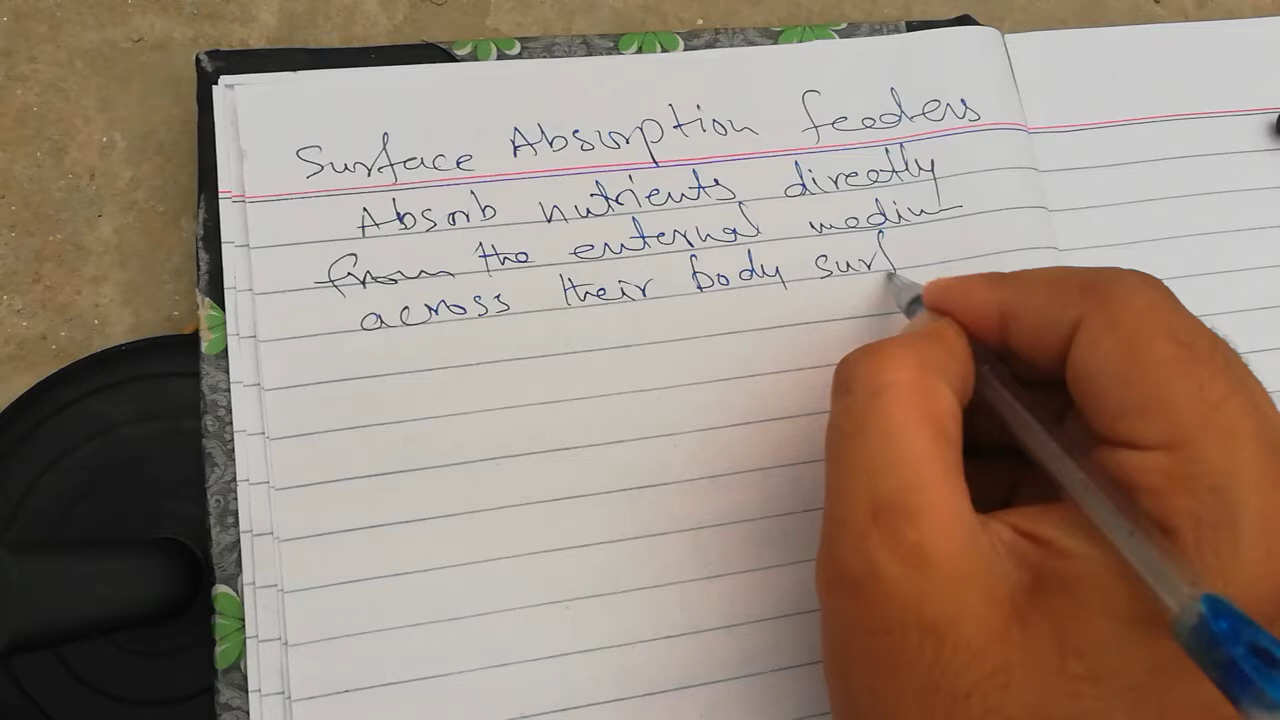 Surface Absorption feeders
Absorb nutrients directly
from the external medium
across their body surf